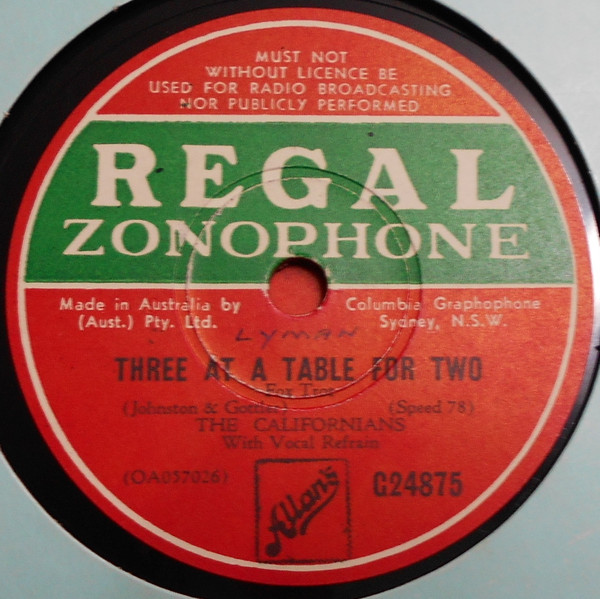 MUST NOT
WITHOUT LICENCE BE
USED FOR RADIO BROADCASTING
NOR PUBLICLY PERFORMED
REGAL
ZONOPHONE
Made in Australia by Columbia Graphophone
(Aust.) Pty. Ltd. Sydney, N.S.W.
LYMAN
THREE AT A TABLE FOR TWO
Fox Trot
(Johnston & (Speed 78)
THE CALIFORNIANS
With Vocal Refrain
(OA057026) Allan's G24875